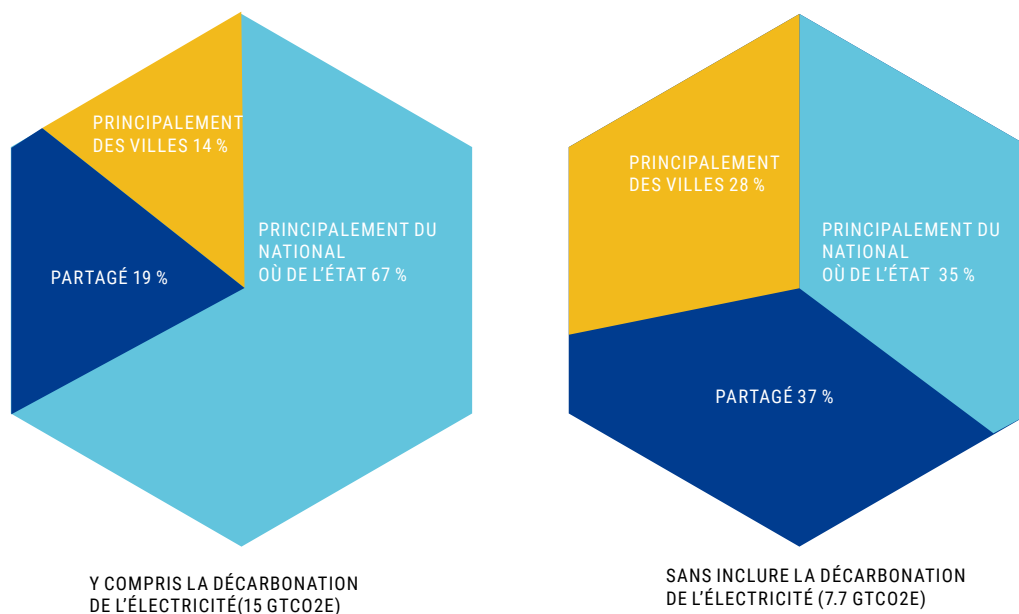 PRINCIPALEMENT
DES VILLES 14 %
PRINCIPALEMENT DU
NATIONAL
OÙ DE L'ÉTAT 67 %
PARTAGÉ 19 %
Y COMPRIS LA DÉCARBONATION
DE L'ÉLECTRICITÉ(15 GTCO2E)
PRINCIPALEMENT
DES VILLES 28 %
PRINCIPALEMENT DU
NATIONAL
OÙ DE L'ÉTAT 35 %
PARTAGÉ 37 %
SANS INCLURE LA DÉCARBONATION
DE L'ÉLECTRICITÉ (7.7 GTCO2E)